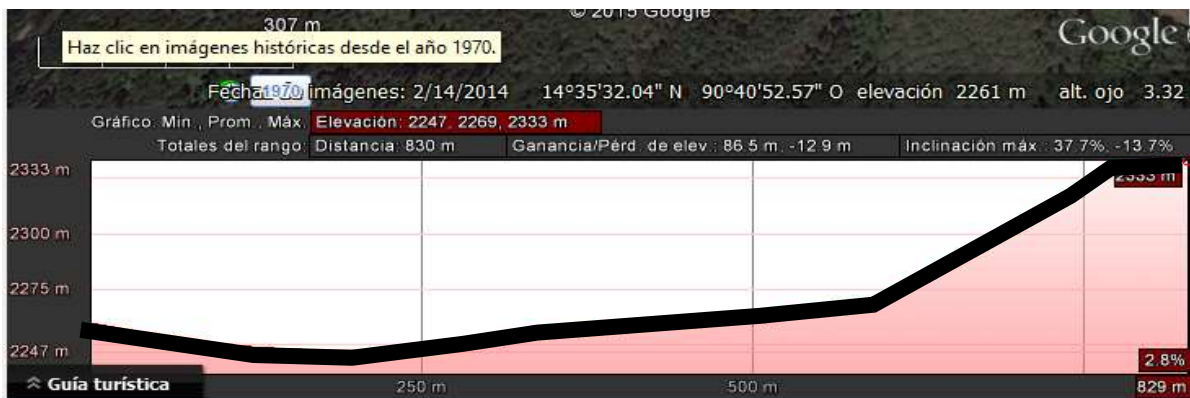 © 2015 Google
307 m
Google
Haz clic en imágenes históricas desde el año 1970.
1970 imágenes: 2/14/2014 14°35'32.04" N 90°40'52.57" O elevación 2261 m alt. ojo 3.32
Gráfico: Mín., Prom., Máx. Elevación: 2247, 2269, 2333 m
Totales del rango: Distancia: 830 m Ganancia/Pérd. de elev.: 86.5 m, -12.9 m Inclinación máx.: 37.7%, -13.7%
2333 m
2333 m
2300 m
2275 m
2247 m
2.8%
Guía turística
250 m
500 m
829 m